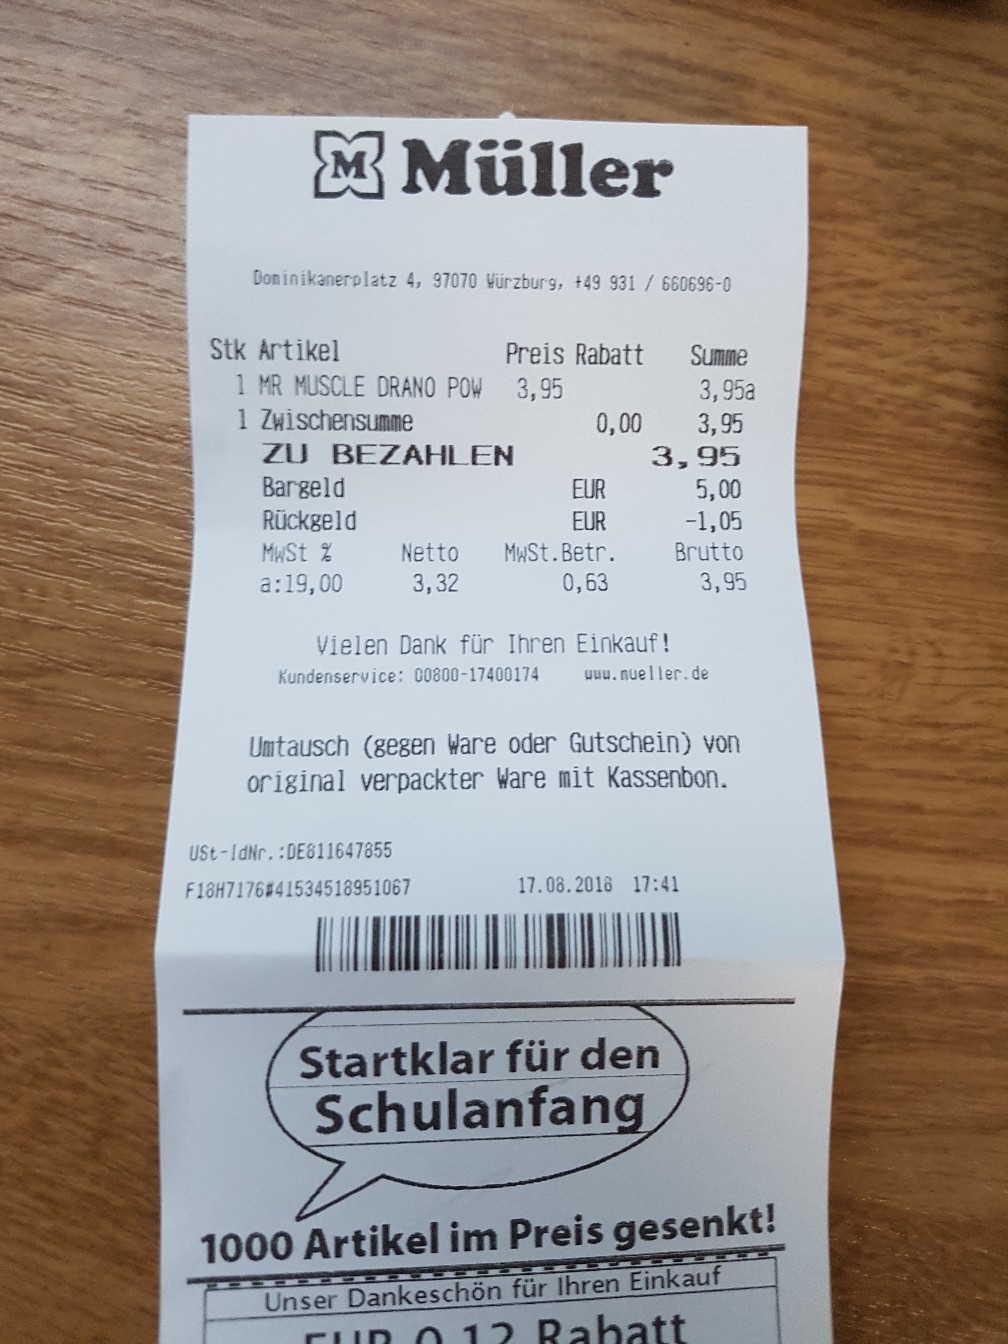 M Müller
Dominikanerplatz 4, 97070 Würzburg, +49 931 / 660696-0
Stk Artikel Preis Rabatt Summe
1 MR MUSCLE DRANO POW 3,95 3,95a
1 Zwischensumme 0,00 3,95
ZU BEZAHLEN 3,95
Bargeld EUR 5,00
Rückgeld EUR -1,05
MwSt % Netto MwSt.Betr. Brutto
a:19,00 3,32 0,63 3,95
Vielen Dank für Ihren Einkauf!
Kundenservice: 00800-17400174 www.mueller.de
Umtausch (gegen Ware oder Gutschein) von
original verpackter Ware mit Kassenbon.
USt-IdNr.:DE811647855
F18H7176#41534518951067 17.08.2018 17:41
Startklar für den
Schulanfang
1000 Artikel im Preis gesenkt!
Unser Dankeschön für Ihren Einkauf
EUR 0,12 Rabatt